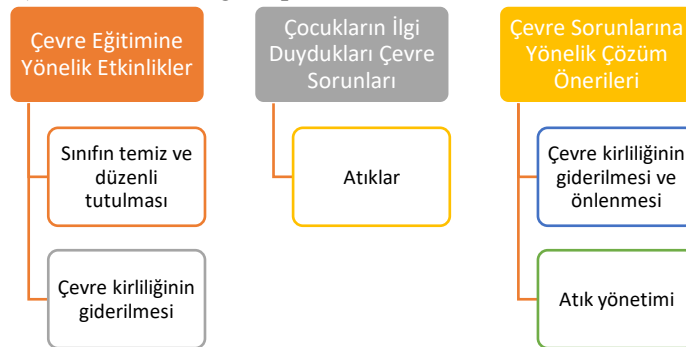 Çevre Eğitimine
Yönelik Etkinlikler
Sınıfın temiz ve
düzenli
tutulması
Çevre kirliliğinin
giderilmesi
Çocukların İlgi
Duydukları Çevre
Sorunları
Atıklar
Çevre Sorunlarına
Yönelik Çözüm
Önerileri
Çevre kirliliğinin
giderilmesi ve
önlenmesi
Atık yönetimi